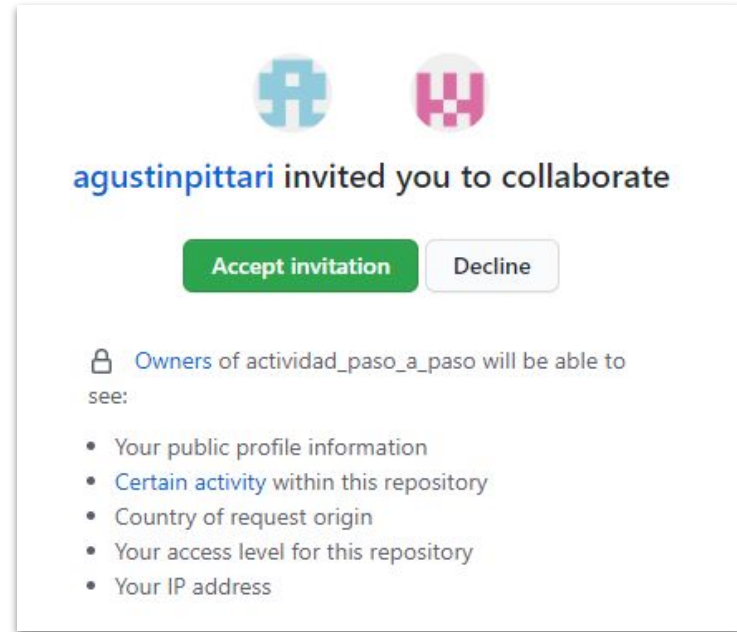 agustinpittari invited you to collaborate
Accept invitation
Decline
Owners of actividad_paso_a_paso will be able to
see:
Your public profile information
Certain activity within this repository
Country of request origin
Your access level for this repository
Your IP address